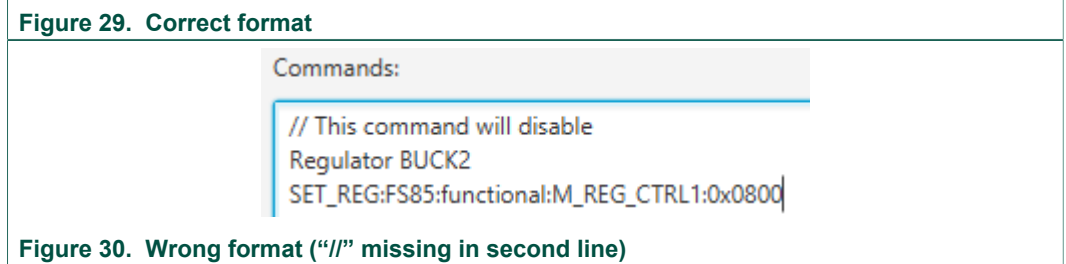 Figure 29. Correct format
Commands:
// This command will disable
Regulator BUCK2
SET_REG:FS85:functional:M_REG_CTRL1:0x0800
Figure 30. Wrong format (“//” missing in second line)